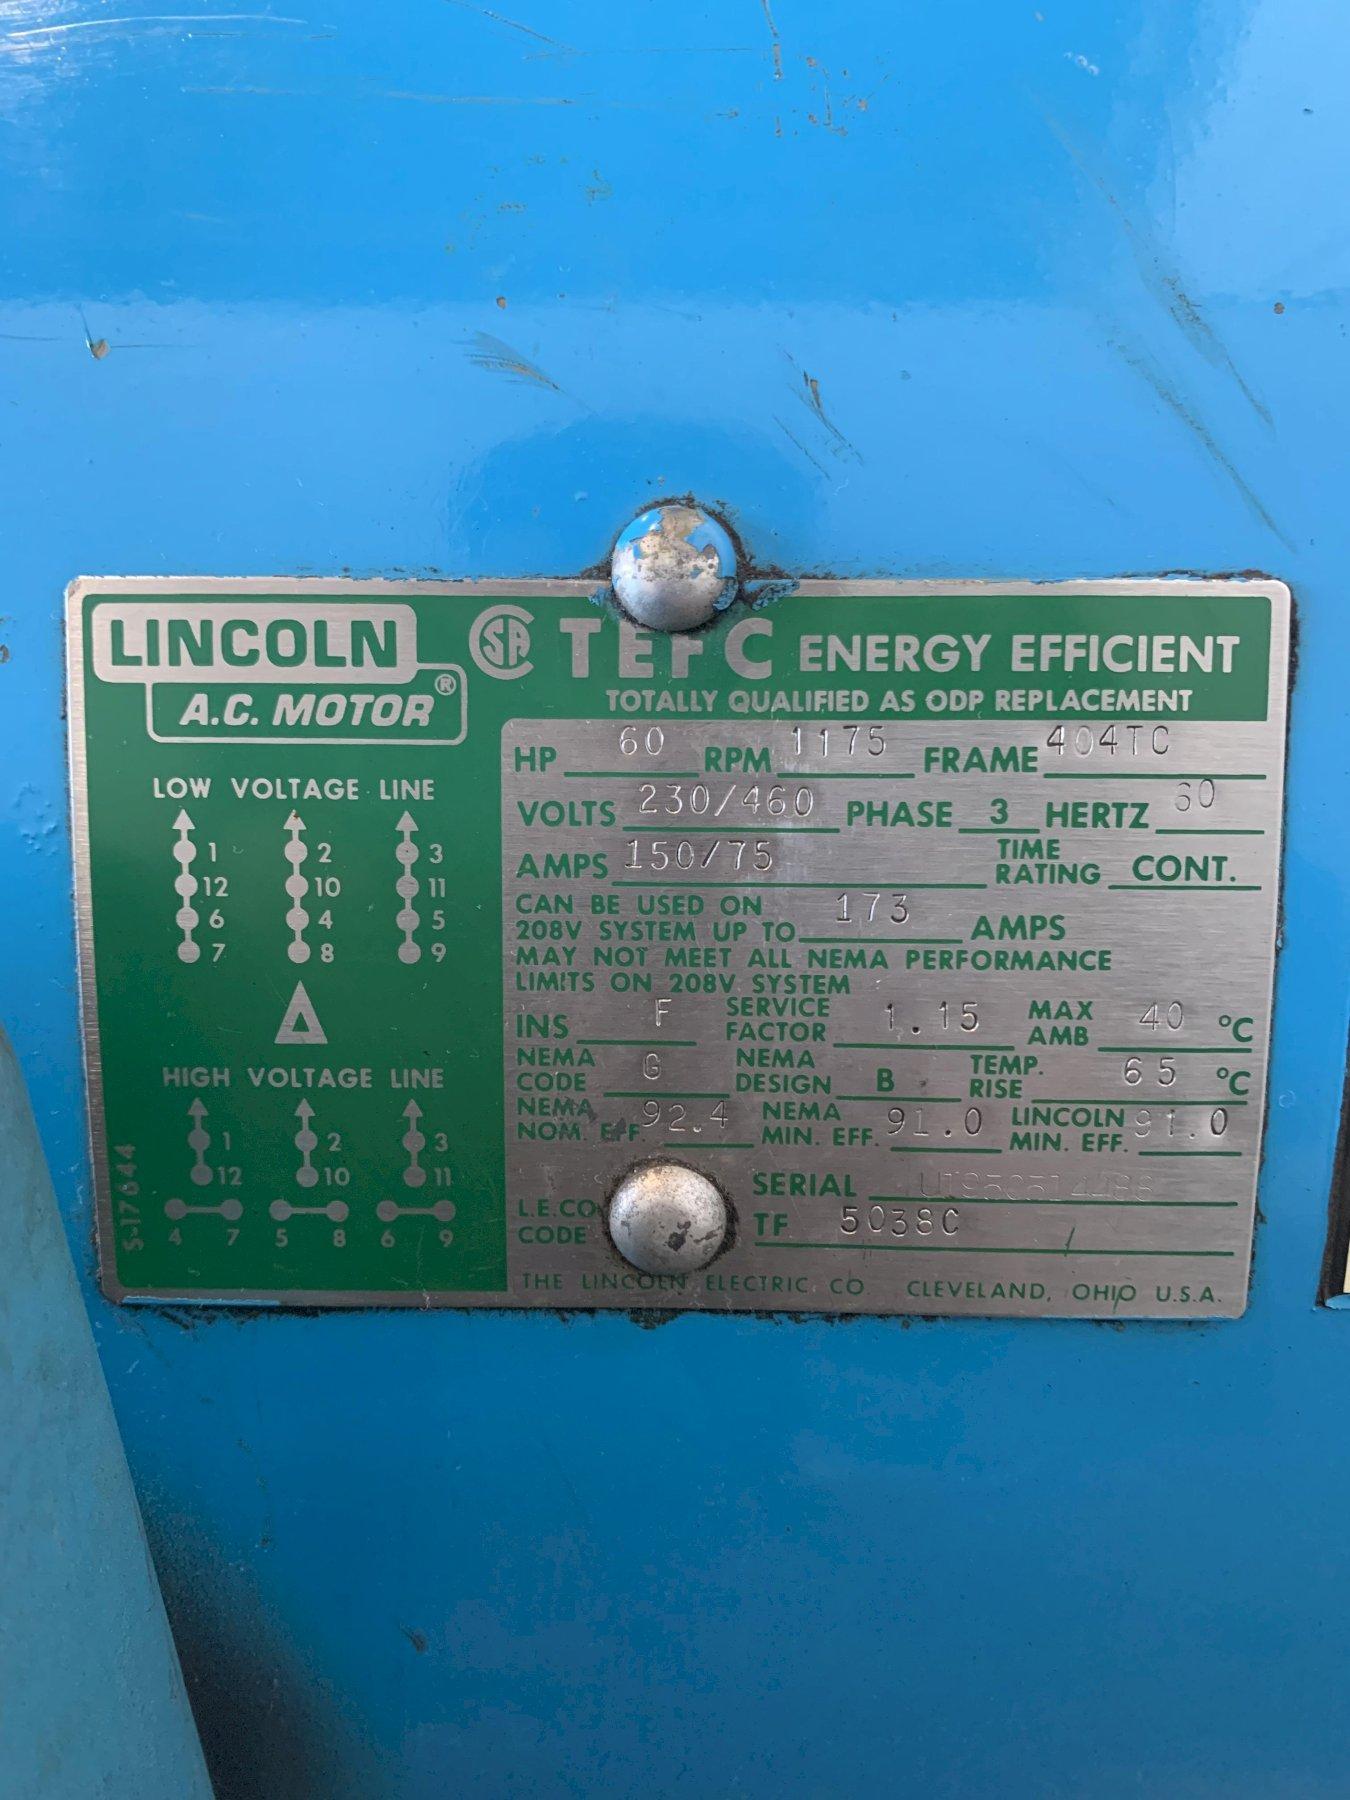 LINCOLN
A.C. MOTOR ®
CSA TEFC ENERGY EFFICIENT
TOTALLY QUALIFIED AS ODP REPLACEMENT
LOW VOLTAGE LINE
1 2 3
12 10 11
6 4 5
7 8 9
HIGH VOLTAGE LINE
1 2 3
12 10 11
4 7 5 8 6 9
S-17644
HP 60 RPM 1175 FRAME 404TC
VOLTS 230/460 PHASE 3 HERTZ 60
AMPS 150/75 TIME RATING CONT.
CAN BE USED ON
208V SYSTEM UP TO 173 AMPS
MAY NOT MEET ALL NEMA PERFORMANCE
LIMITS ON 208V SYSTEM
INS F SERVICE FACTOR 1.15 MAX AMB 40 °C
NEMA CODE G NEMA DESIGN B TEMP. RISE 65 °C
NEMA NOM. EFF. 92.4 NEMA MIN. EFF. 91.0 LINCOLN MIN. EFF. 91.0
SERIAL
L.E.CO CODE TF 5038C
THE LINCOLN ELECTRIC CO CLEVELAND, OHIO U.S.A.